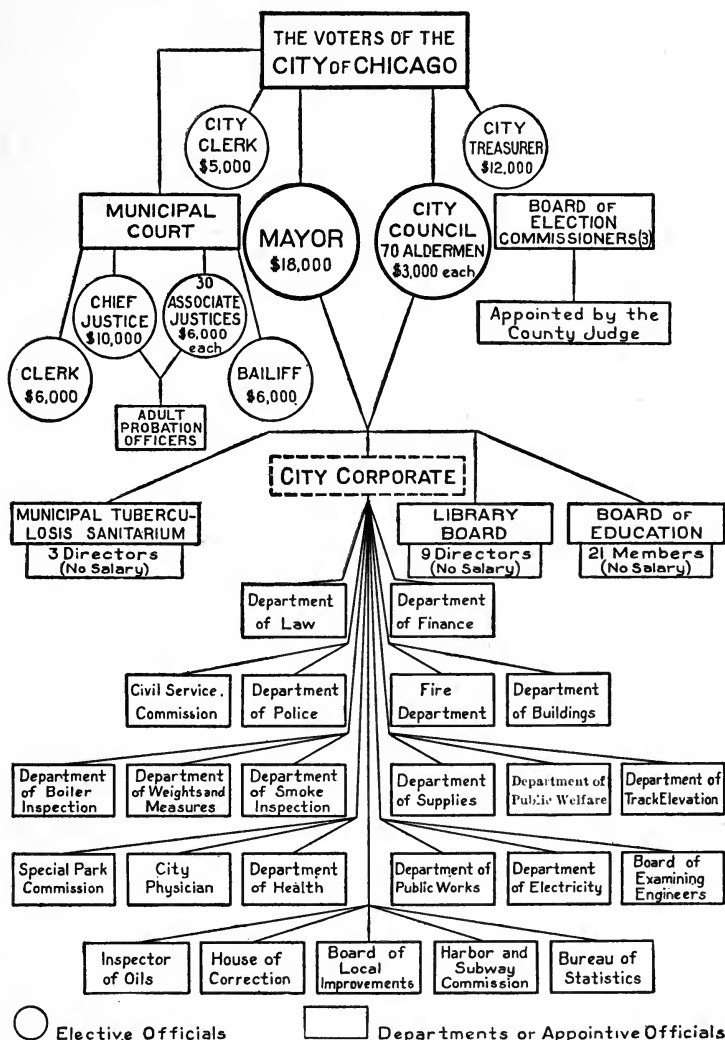 THE VOTERS OF THE
CITY OF CHICAGO
CITY
CLERK
$5,000
CITY
TREASURER
$12,000
MUNICIPAL
COURT
MAYOR
$18,000
CITY
COUNCIL
70 ALDERMEN
$3,000 each
BOARD OF
ELECTION
COMMISSIONERS(3)
Appointed by the
County Judge
CHIEF
JUSTICE
$10,000
30
ASSOCIATE
JUSTICES
$6,000
each
CLERK
$6,000
BAILIFF
$6,000
ADULT
PROBATION
OFFICERS
CITY CORPORATE
MUNICIPAL TUBERCU-
LOSIS SANITARIUM
3 Directors
(No Salary)
LIBRARY
BOARD
9 Directors
(No Salary)
BOARD OF
EDUCATION
21 Members
(No Salary)
Department
of Law
Department
of Finance
Civil Service.
Commission
Department
of Police
Fire
Department
Department
of Buildings
Department
of Boiler
Inspection
Department
of Weights and
Measures
Department
of Smoke
Inspection
Department
of Supplies
Department of
Public Welfare
Department of
Track Elevation
Special Park
Commission
City
Physician
Department
of Health
Department of
Public Works
Department
of Electricity
Board of
Examining
Engineers
Inspector
of Oils
House of
Correction
Board of
Local
Improvements
Harbor and
Subway
Commission
Bureau of
Statistics
Elective Officials
Departments or Appointive Officials